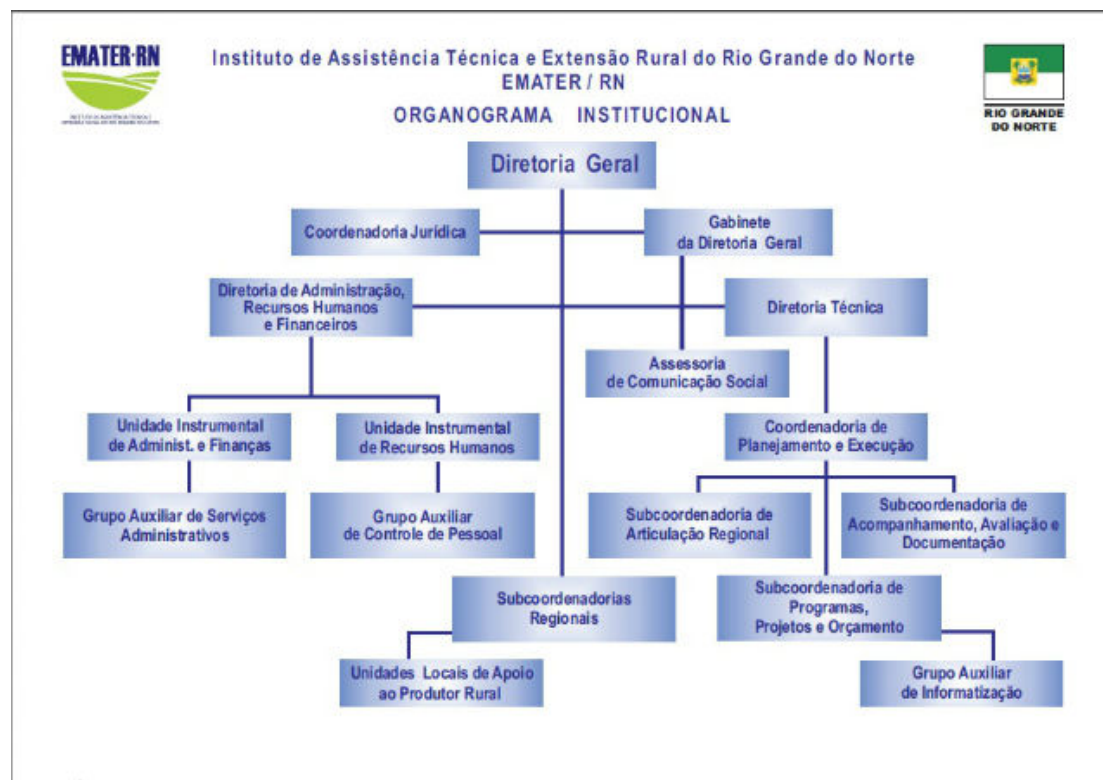 EMATER·RN
Instituto de Assistência Técnica e Extensão Rural do Rio Grande do Norte
EMATER / RN
ORGANOGRAMA INSTITUCIONAL
RIO GRANDE
DO NORTE
Diretoria Geral
Coordenadoria Jurídica
Gabinete
da Diretoria Geral
Diretoria de Administração,
Recursos Humanos
e Financeiros
Diretoria Técnica
Assessoria
de Comunicação Social
Unidade Instrumental
de Administ. e Finanças
Unidade Instrumental
de Recursos Humanos
Coordenadoria de
Planejamento e Execução
Grupo Auxiliar de Serviços
Administrativos
Grupo Auxiliar
de Controle de Pessoal
Subcoordenadoria de
Articulação Regional
Subcoordenadoria de
Acompanhamento, Avaliação e
Documentação
Subcoordenadorias
Regionais
Subcoordenadoria de
Programas,
Projetos e Orçamento
Unidades Locais de Apoio
ao Produtor Rural
Grupo Auxiliar
de Informatização